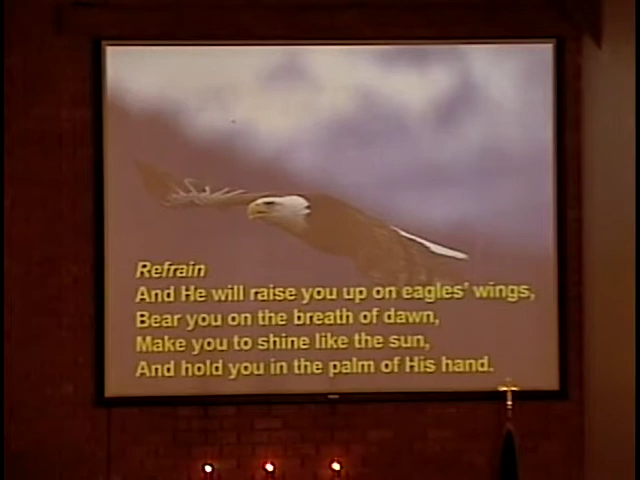 Refrain
And He will raise you up on eagles' wings,
Bear you on the breath of dawn,
Make you to shine like the sun,
And hold you in the palm of His hand.